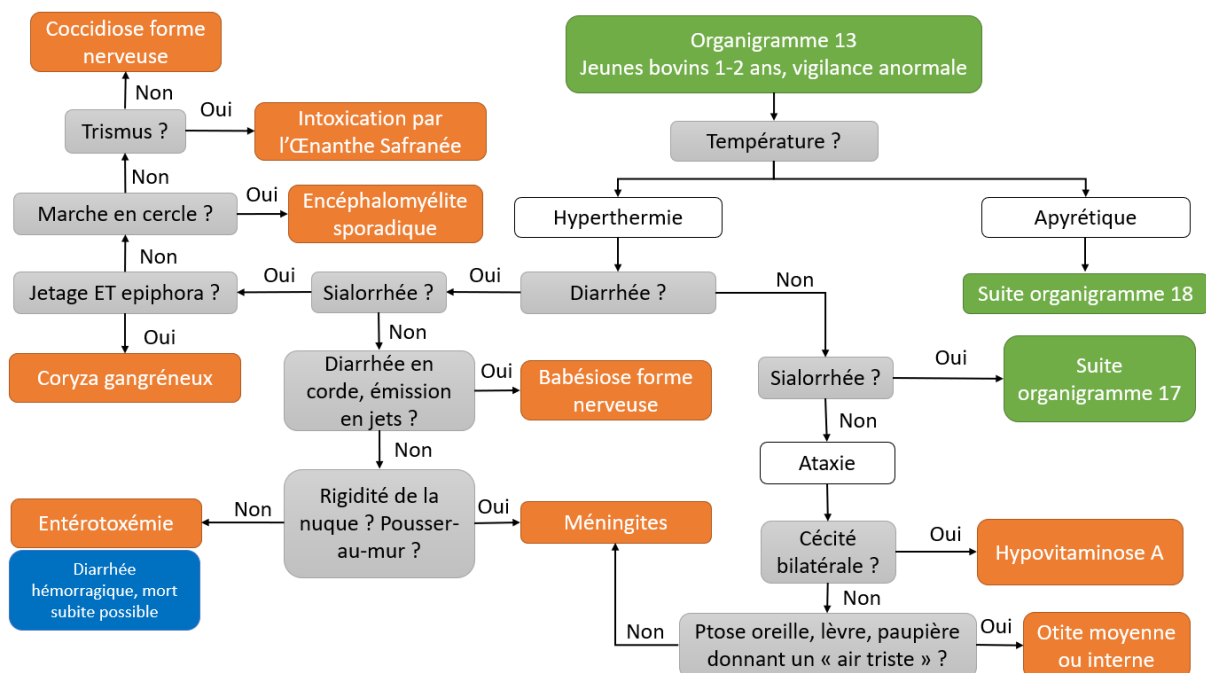 Organigramme 13
Jeunes bovins 1-2 ans, vigilance anormale
Température ?
Hyperthermie
Apyrétique
Suite organigramme 18
Diarrhée ?
Oui
Non
Sialorrhée ?
Oui
Non
Jetage ET epiphora ?
Non
Oui
Coryza gangréneux
Marche en cercle ?
Oui
Encéphalomyélite
sporadique
Non
Trismus ?
Oui
Intoxication par
l’Œnanthe Safranée
Non
Coccidiose forme
nerveuse
Diarrhée en
corde, émission
en jets ?
Oui
Babésiose forme
nerveuse
Non
Rigidité de la
nuque ? Pousser-
au-mur ?
Oui
Méningites
Non
Entérotoxémie
Diarrhée
hémorragique, mort
subite possible
Sialorrhée ?
Oui
Suite
organigramme 17
Non
Ataxie
Cécité
bilatérale ?
Oui
Hypovitaminose A
Non
Ptose oreille, lèvre, paupière
donnant un « air triste » ?
Non
Oui
Otite moyenne
ou interne